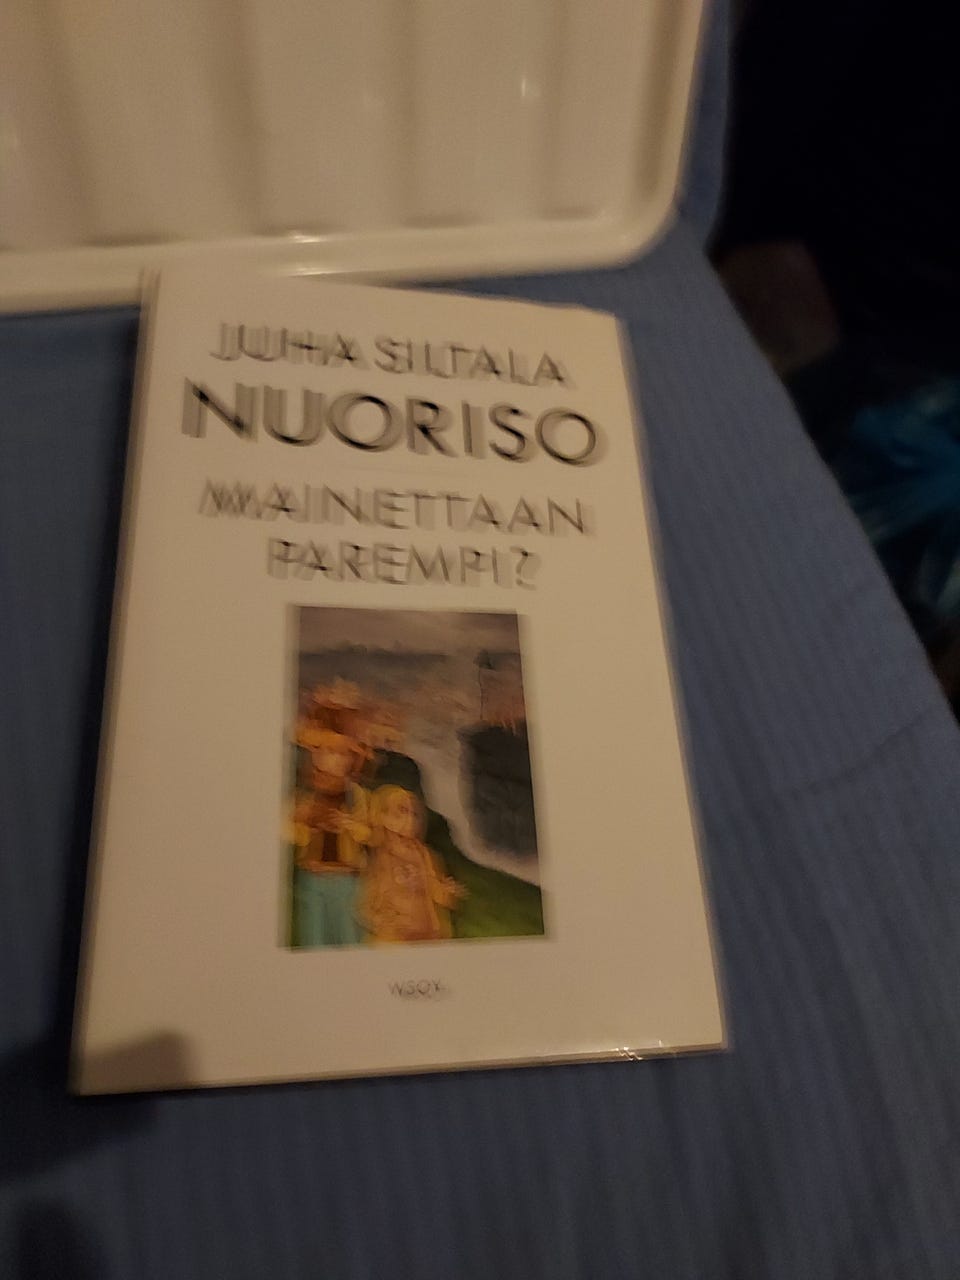 JUHA SILTALA
NUORISO
MAINETTAAN
PAREMPI?
WSOY